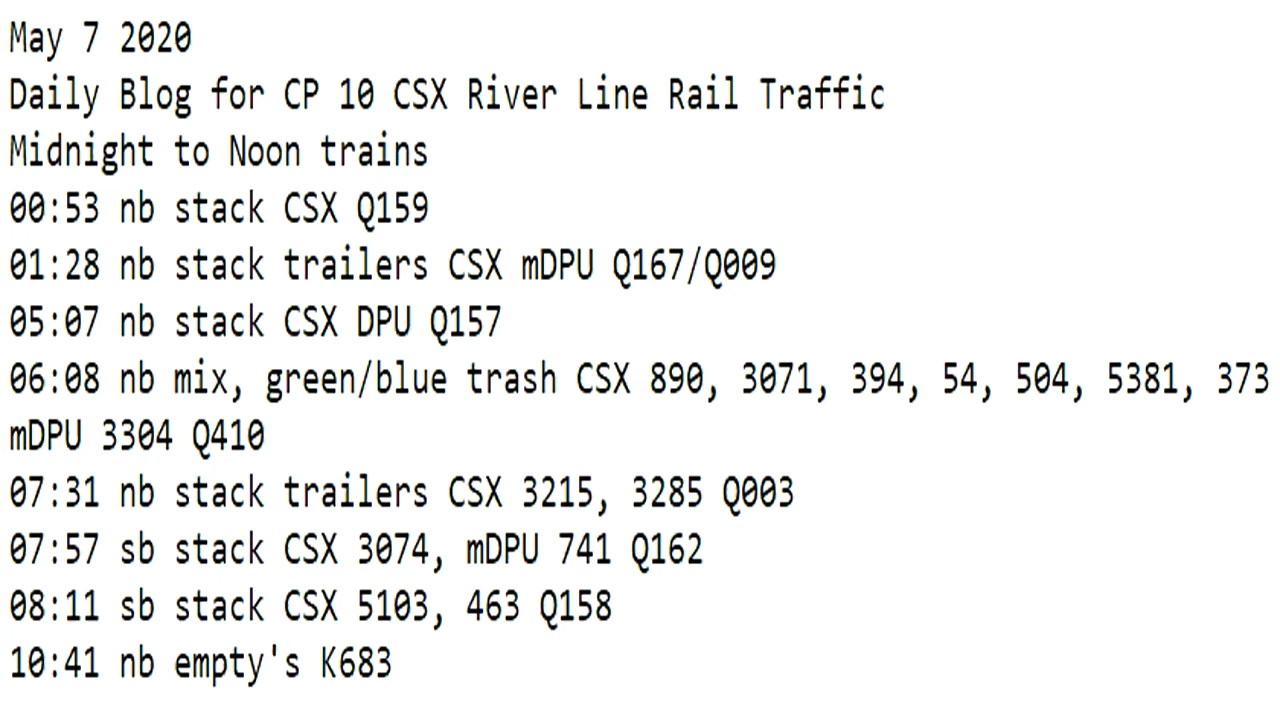 May 7 2020
Daily Blog for CP 10 CSX River Line Rail Traffic
Midnight to Noon trains
00:53 nb stack CSX Q159
01:28 nb stack trailers CSX mDPU Q167/Q009
05:07 nb stack CSX DPU Q157
06:08 nb mix, green/blue trash CSX 890, 3071, 394, 54, 504, 5381, 373
mDPU 3304 Q410
07:31 nb stack trailers CSX 3215, 3285 Q003
07:57 sb stack CSX 3074, mDPU 741 Q162
08:11 sb stack CSX 5103, 463 Q158
10:41 nb empty's K683